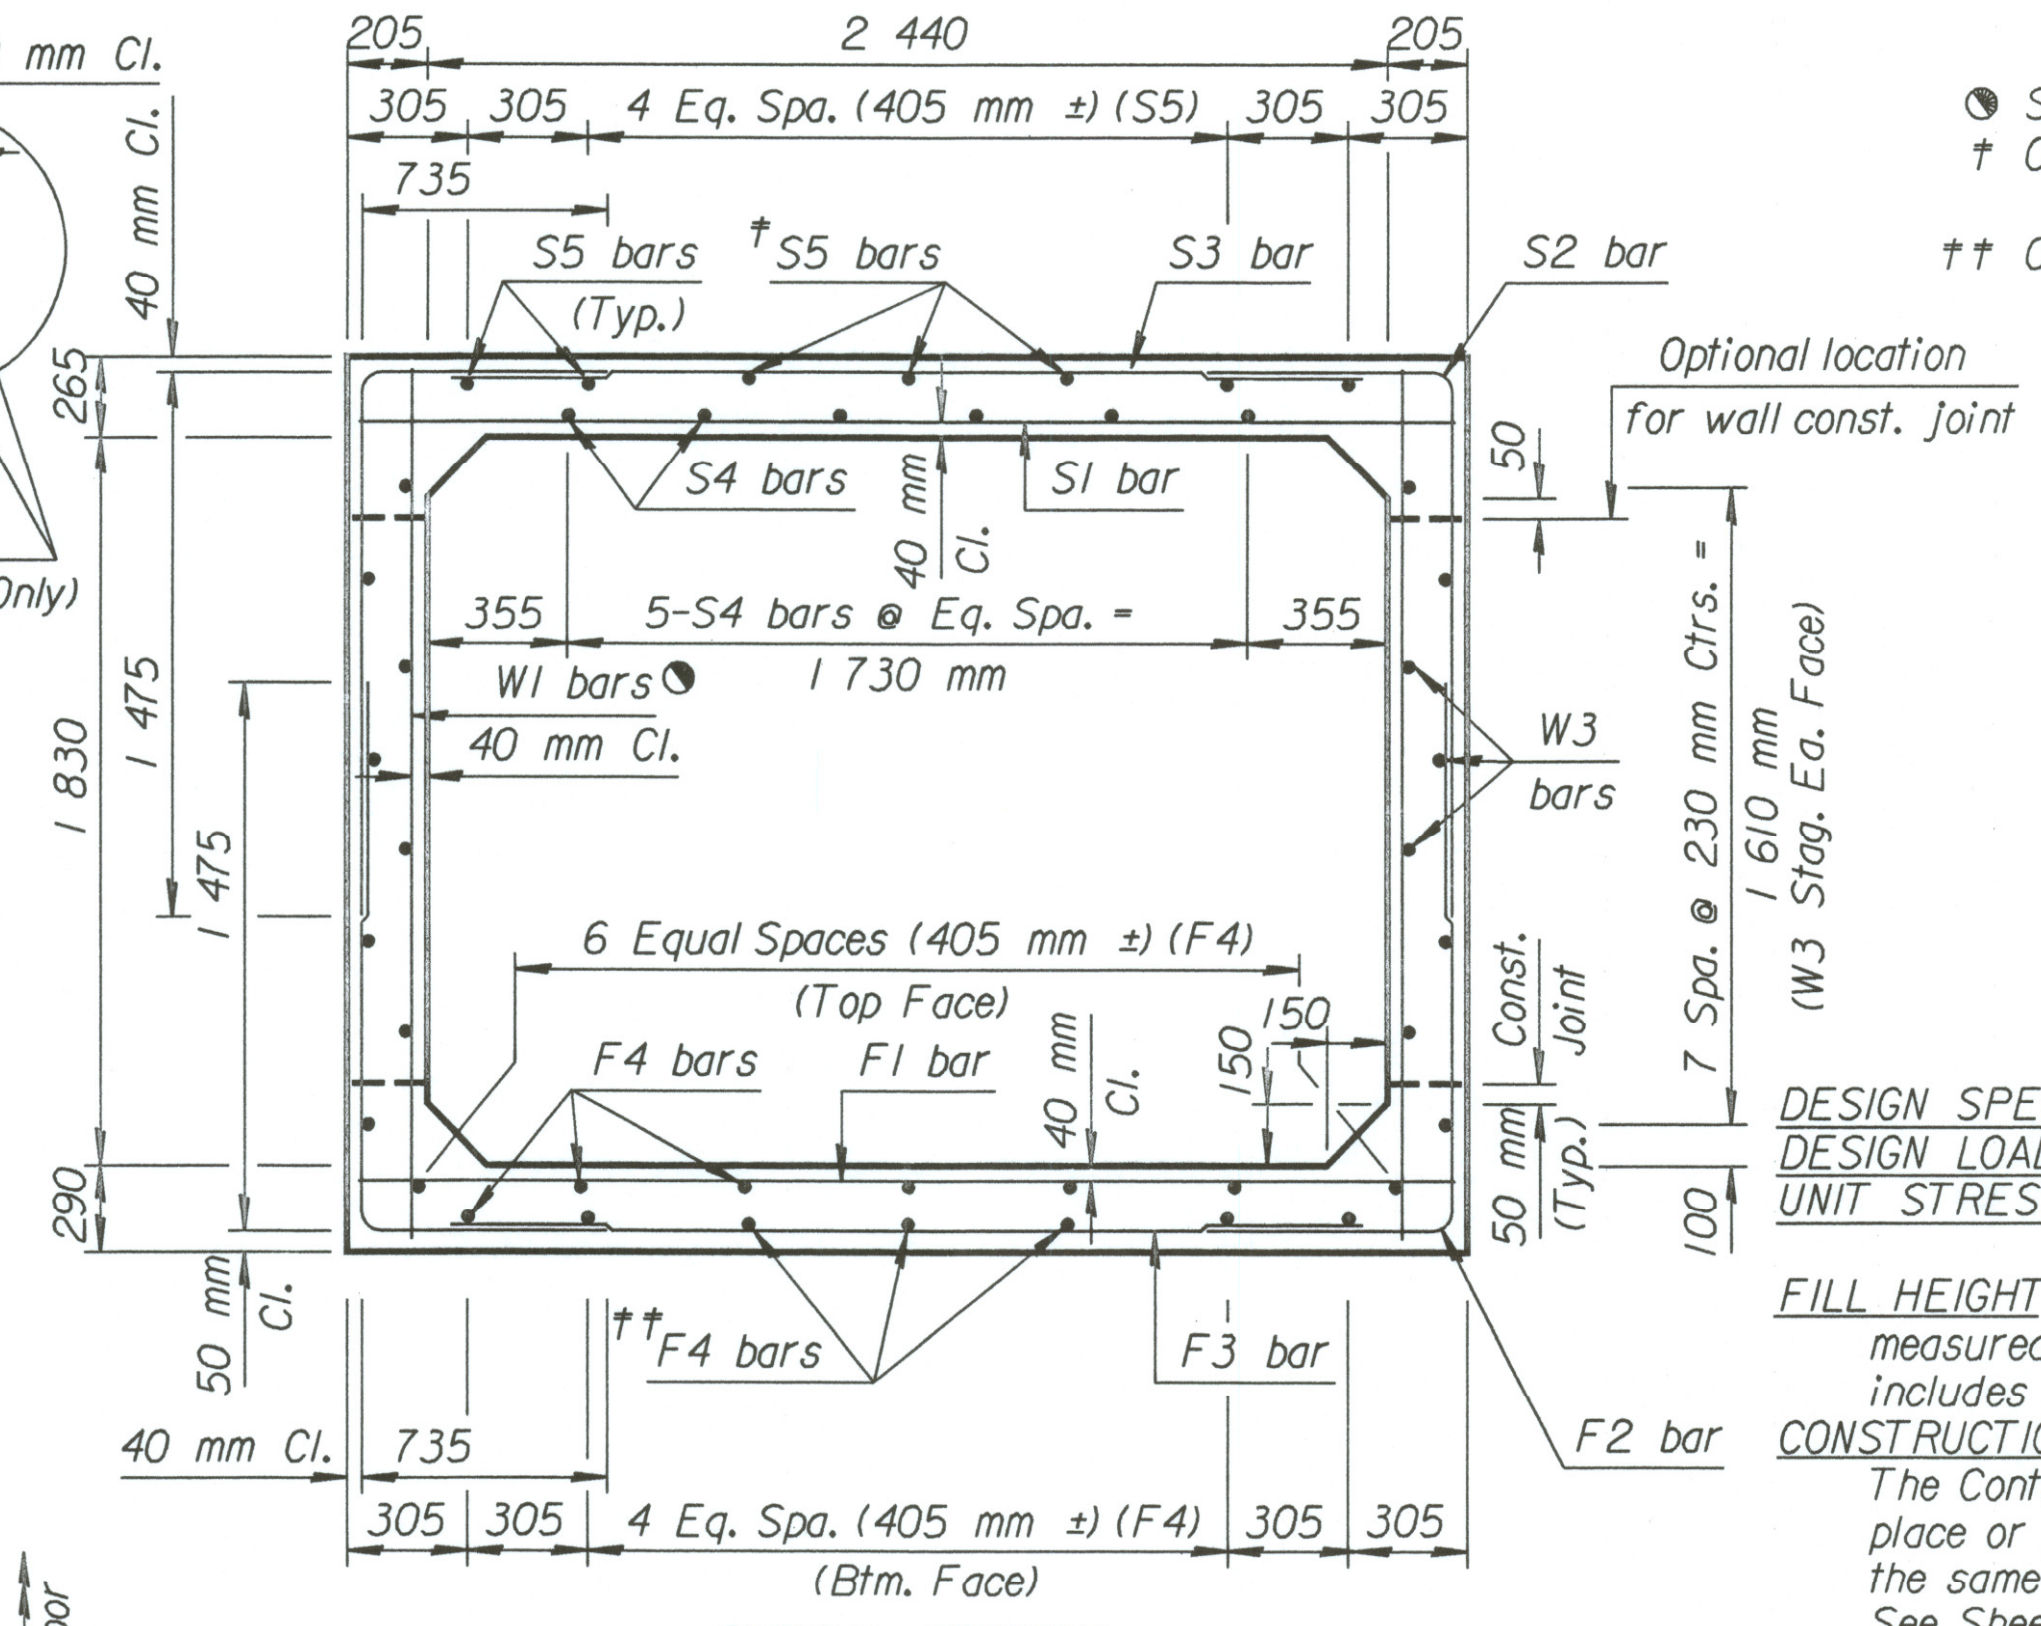 205
2 440
205
mm Cl.
305
305
4 Eq. Spa. (405 mm ±) (S5)
305
305
40 mm Cl.
735
S5 bars
(Typ.)
‡ S5 bars
S3 bar
S2 bar
‡
‡ ‡
Optional location
for wall const. joint
265
50
S4 bars
S1 bar
40 mm
Cl.
Only)
355
5-S4 bars @ Eq. Spa. =
1 730 mm
355
W1 bars
40 mm Cl.
1 830
1 475
1 475
W3
bars
7 Spa. @ 230 mm Ctrs. =
1 610 mm
(W3 Stag. Ea. Face)
6 Equal Spaces (405 mm ±) (F4)
(Top Face)
F4 bars
F1 bar
40 mm
Cl.
150
150
Const.
Joint
50 mm
(Typ.)
100
290
50 mm
Cl.
‡‡ F4 bars
F3 bar
F2 bar
40 mm Cl.
735
305
305
4 Eq. Spa. (405 mm ±) (F4)
305
305
(Btm. Face)
DESIGN SPE
DESIGN LOA
UNIT STRES
FILL HEIGHT
measured
includes
CONSTRUCTIO
The Cont
place or
the same
See Shee